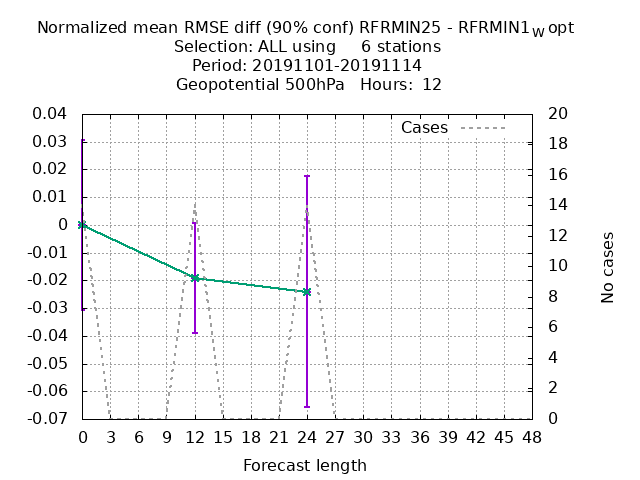 Normalized mean RMSE diff (90% conf) RFRMIN25 - RFRMIN1wopt
Selection: ALL using 6 stations
Period: 20191101-20191114
Geopotential 500hPa Hours: 12
Cases
0.04
0.03
0.02
0.01
0
-0.01
-0.02
-0.03
-0.04
-0.05
-0.06
-0.07
20
18
16
14
12
10
8
6
4
2
0
No cases
0 3 6 9 12 15 18 21 24 27 30 33 36 39 42 45 48
Forecast length